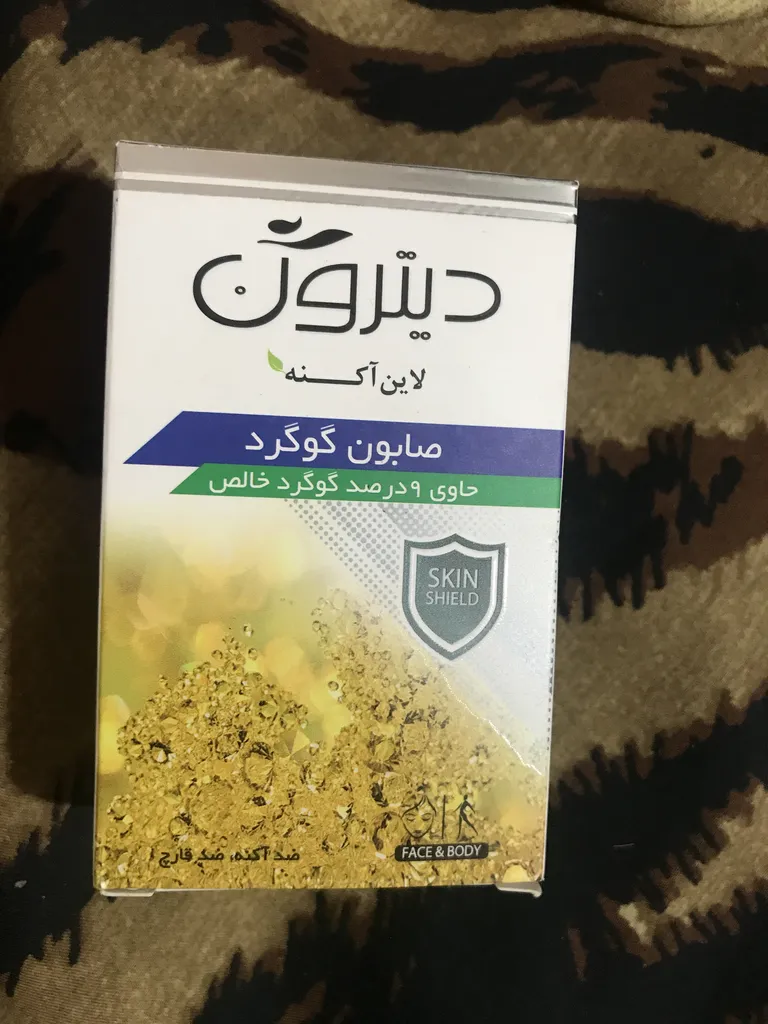 دیترون
لاین آکنه
صابون گوگرد
حاوی ۹ درصد گوگرد خالص
SKIN
SHIELD
FACE & BODY
ضد آکنه، ضد قارچ